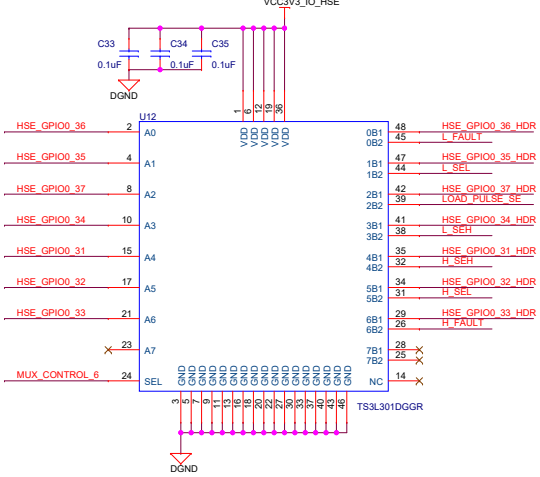 VCC3V3_IO_HSE
C33 C34 C35
0.1uF 0.1uF 0.1uF
DGND
U12
1 6 12 19 36
VDD VDD VDD VDD VDD
HSE_GPIO0_36 2 A0 0B1 48 HSE_GPIO0_36_HDR
0B2 45 L_FAULT
HSE_GPIO0_35 4 A1 1B1 47 HSE_GPIO0_35_HDR
1B2 44 L_SEL
HSE_GPIO0_37 8 A2 2B1 42 HSE_GPIO0_37_HDR
2B2 39 LOAD_PULSE_SE
HSE_GPIO0_34 10 A3 3B1 41 HSE_GPIO0_34_HDR
3B2 38 L_SEH
HSE_GPIO0_31 15 A4 4B1 35 HSE_GPIO0_31_HDR
4B2 32 H_SEH
HSE_GPIO0_32 17 A5 5B1 34 HSE_GPIO0_32_HDR
5B2 31 H_SEL
HSE_GPIO0_33 21 A6 6B1 29 HSE_GPIO0_33_HDR
6B2 26 H_FAULT
23 A7 7B1 28
7B2 25
MUX_CONTROL_6 24 SEL NC 14
GND GND GND GND GND GND GND GND GND GND GND GND GND GND GND GND GND
3 5 7 9 11 13 16 18 20 22 27 30 33 37 40 43 46
TS3L301DGGR
DGND